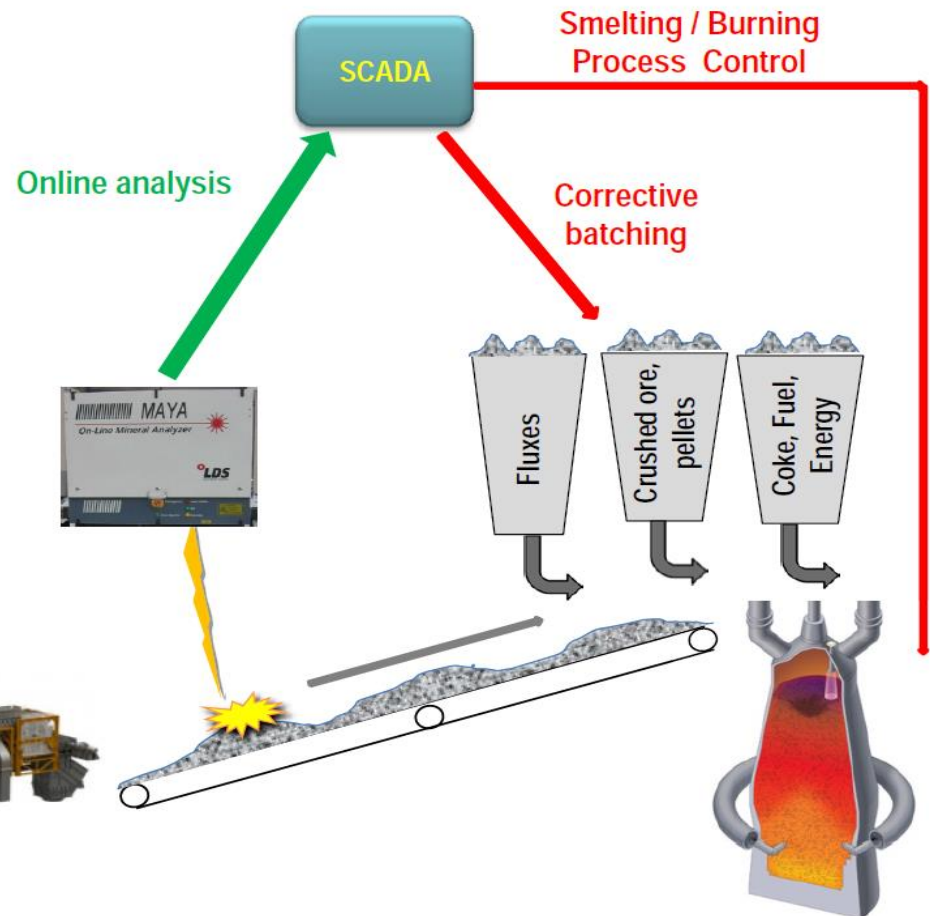 Smelting / Burning
Process Control
SCADA
Online analysis
Corrective
batching
MAYA
On-Line Mineral Analyzer
LDS
Fluxes
Crushed ore,
pellets
Coke, Fuel,
Energy